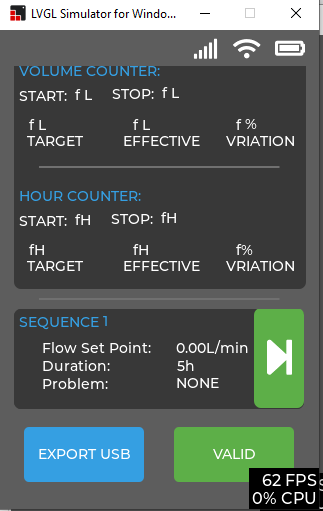 LVGL Simulator for Windo...
VOLUME COUNTER:
START: f L STOP: f L
f L f L f %
TARGET EFFECTIVE VRIATION
HOUR COUNTER:
START: fH STOP: fH
fH fH f%
TARGET EFFECTIVE VRIATION
SEQUENCE 1
Flow Set Point: 0.00L/min
Duration: 5h
Problem: NONE
EXPORT USB VALID
62 FPS
0% CPU